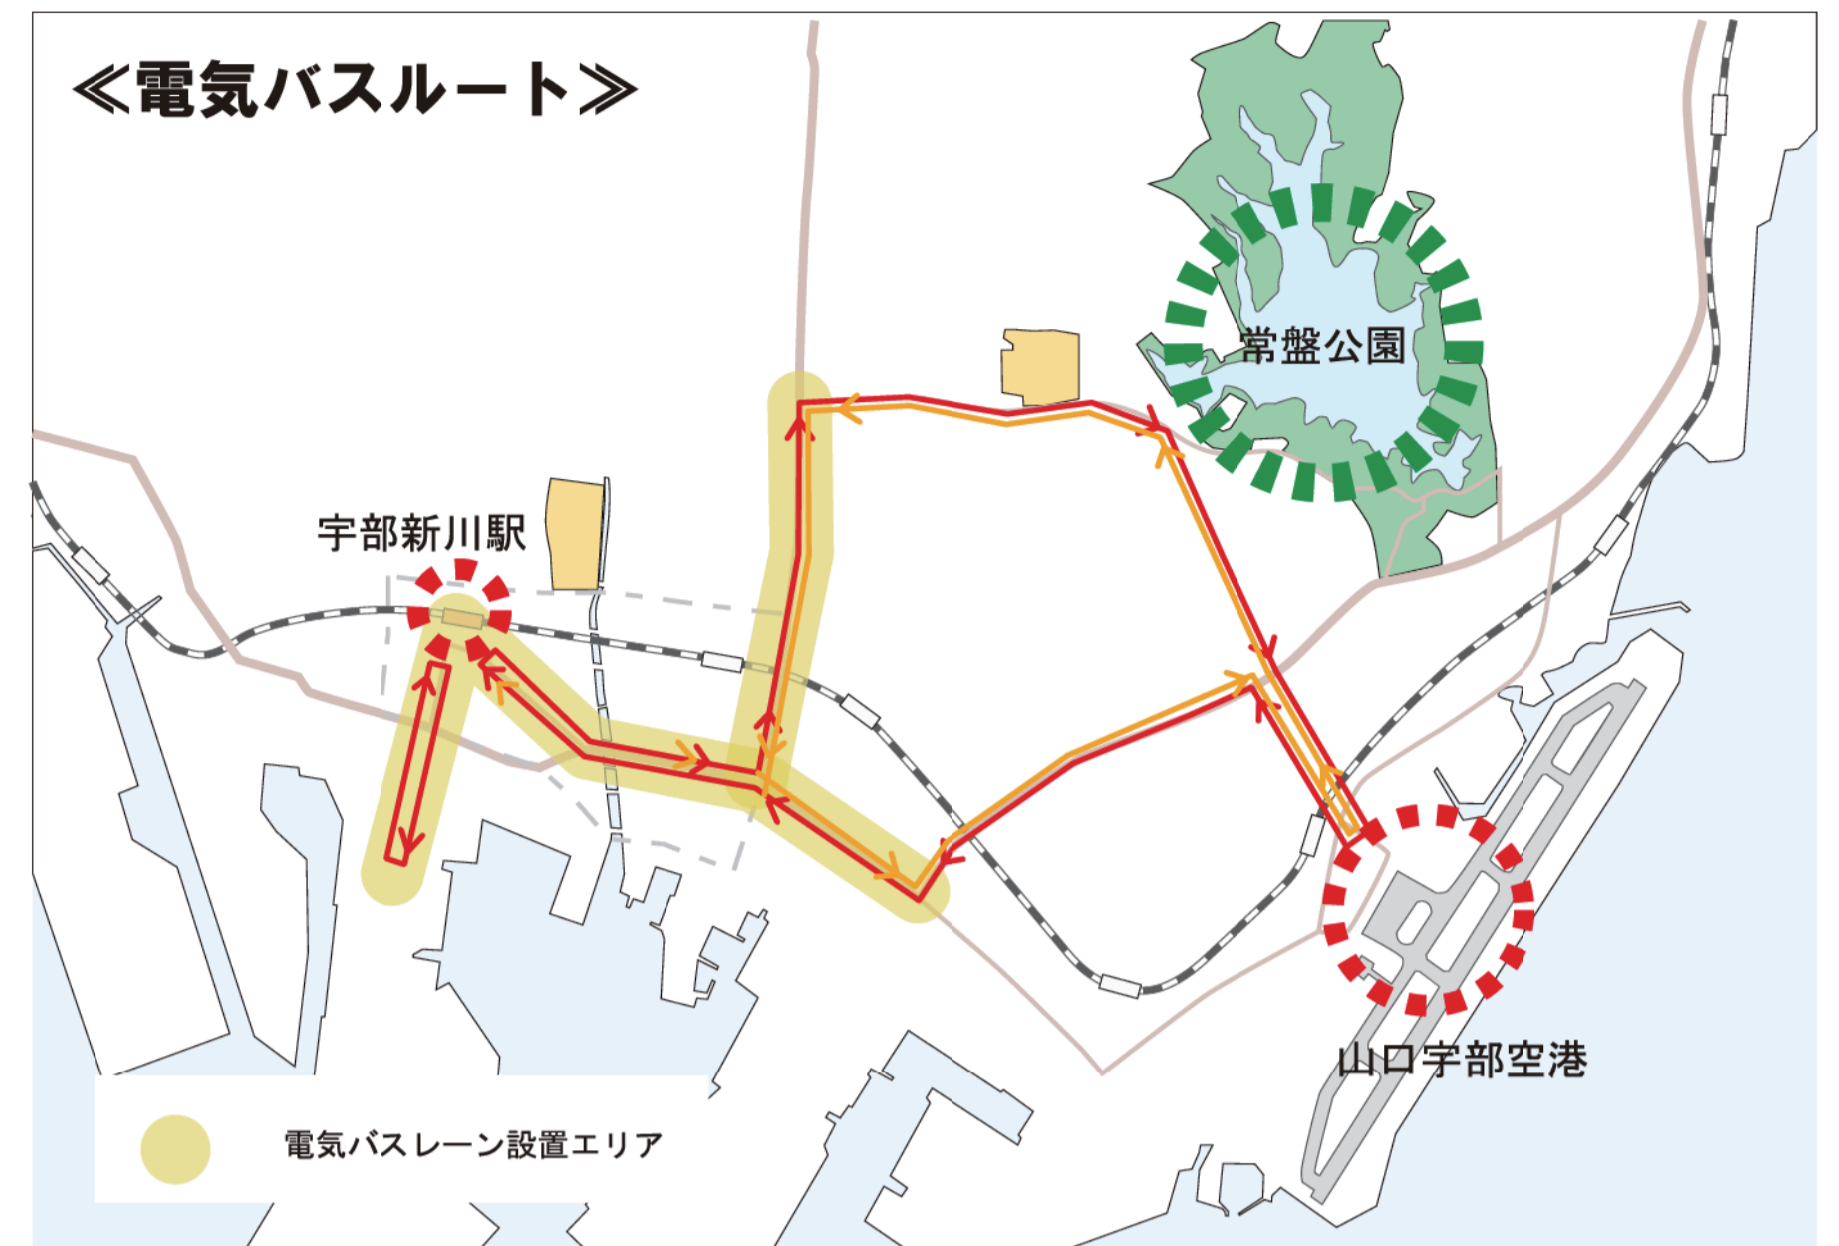 ≪電気バスルート≫
常盤公園
宇部新川駅
山口宇部空港
電気バスレーン設置エリア